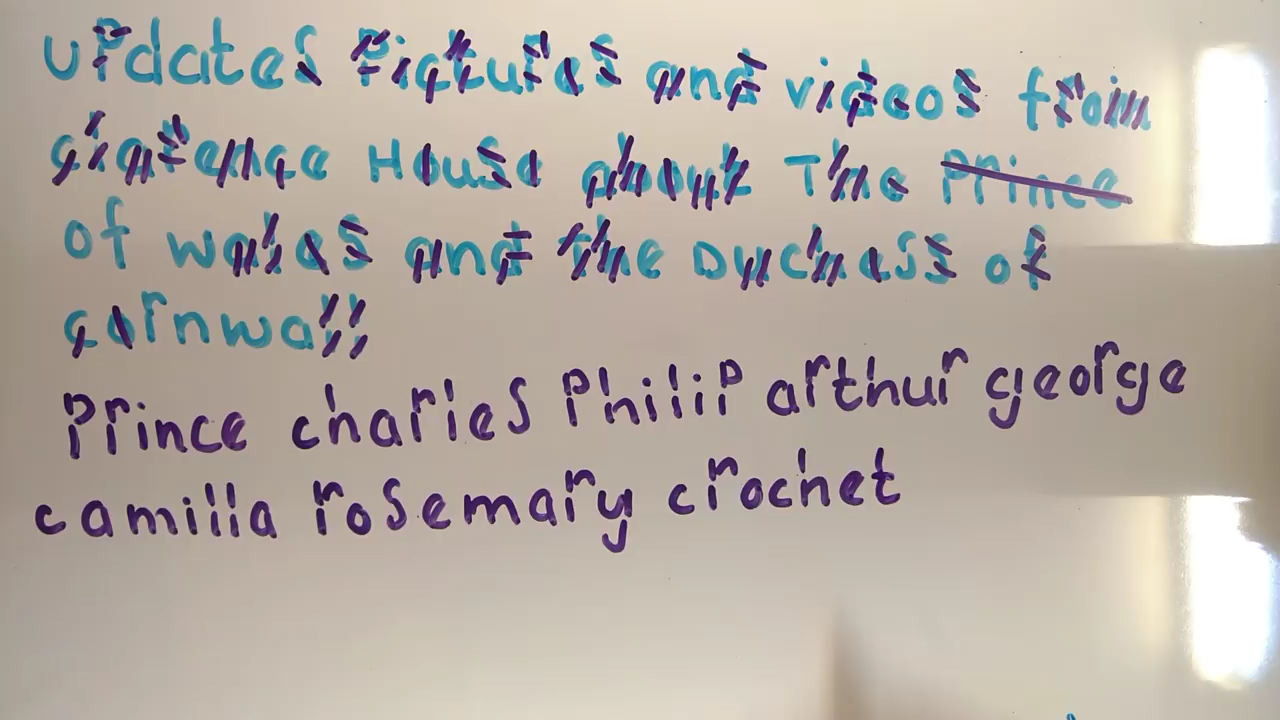 updates Pictures and videos from
clarence House about The Prince
of wales and the Duchess of
cornwall
Prince charles Philip arthur george
camilla rosemary crochet